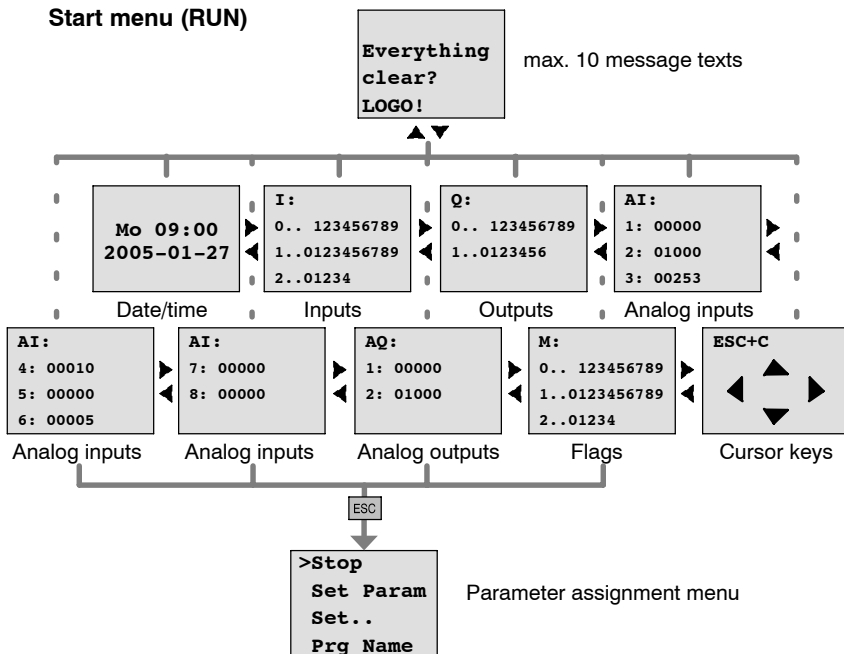 Start menu (RUN)
Everything
clear?
LOGO!
max. 10 message texts
Mo 09:00
2005-01-27
Date/time
I:
0.. 123456789
1..0123456789
2..01234
Inputs
Q:
0.. 123456789
1..0123456
Outputs
AI:
1: 00000
2: 01000
3: 00253
Analog inputs
AI:
4: 00010
5: 00000
6: 00005
Analog inputs
AI:
7: 00000
8: 00000
Analog inputs
AQ:
1: 00000
2: 01000
Analog outputs
M:
0.. 123456789
1..0123456789
2..01234
Flags
ESC+C
Cursor keys
ESC
>Stop
Set Param
Set..
Prg Name
Parameter assignment menu